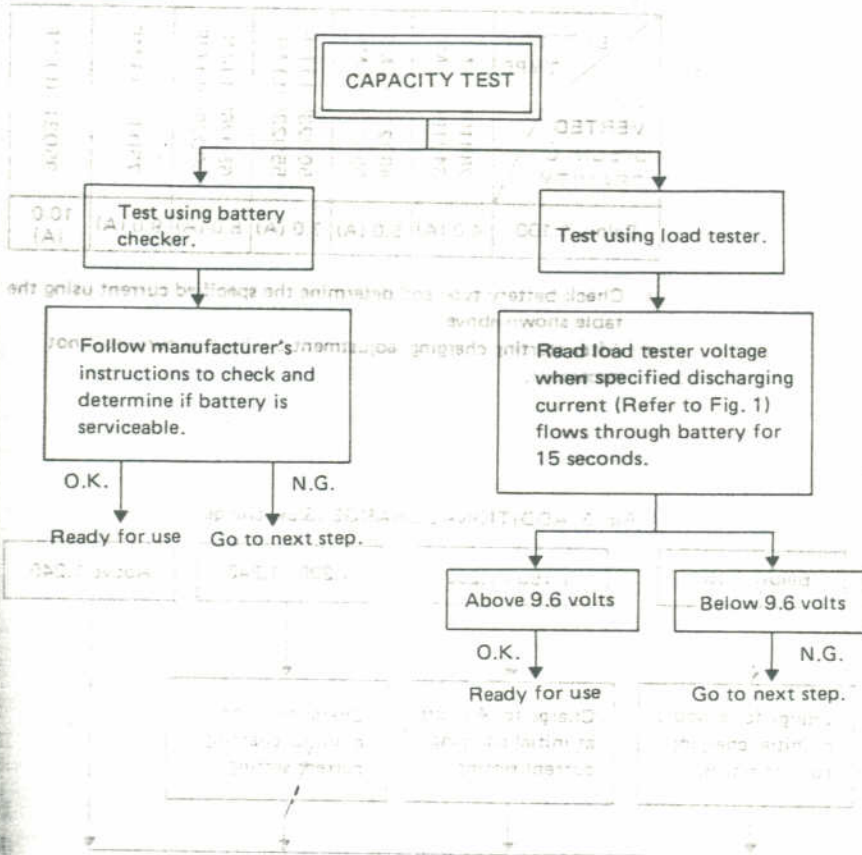 CAPACITY TEST
Test using battery
checker.
Test using load tester.
Follow manufacturer's
instructions to check and
determine if battery is
serviceable.
Read load tester voltage
when specified discharging
current (Refer to Fig. 1)
flows through battery for
15 seconds.
O.K.
N.G.
Ready for use
Go to next step.
Above 9.6 volts
Below 9.6 volts
O.K.
N.G.
Ready for use
Go to next step.